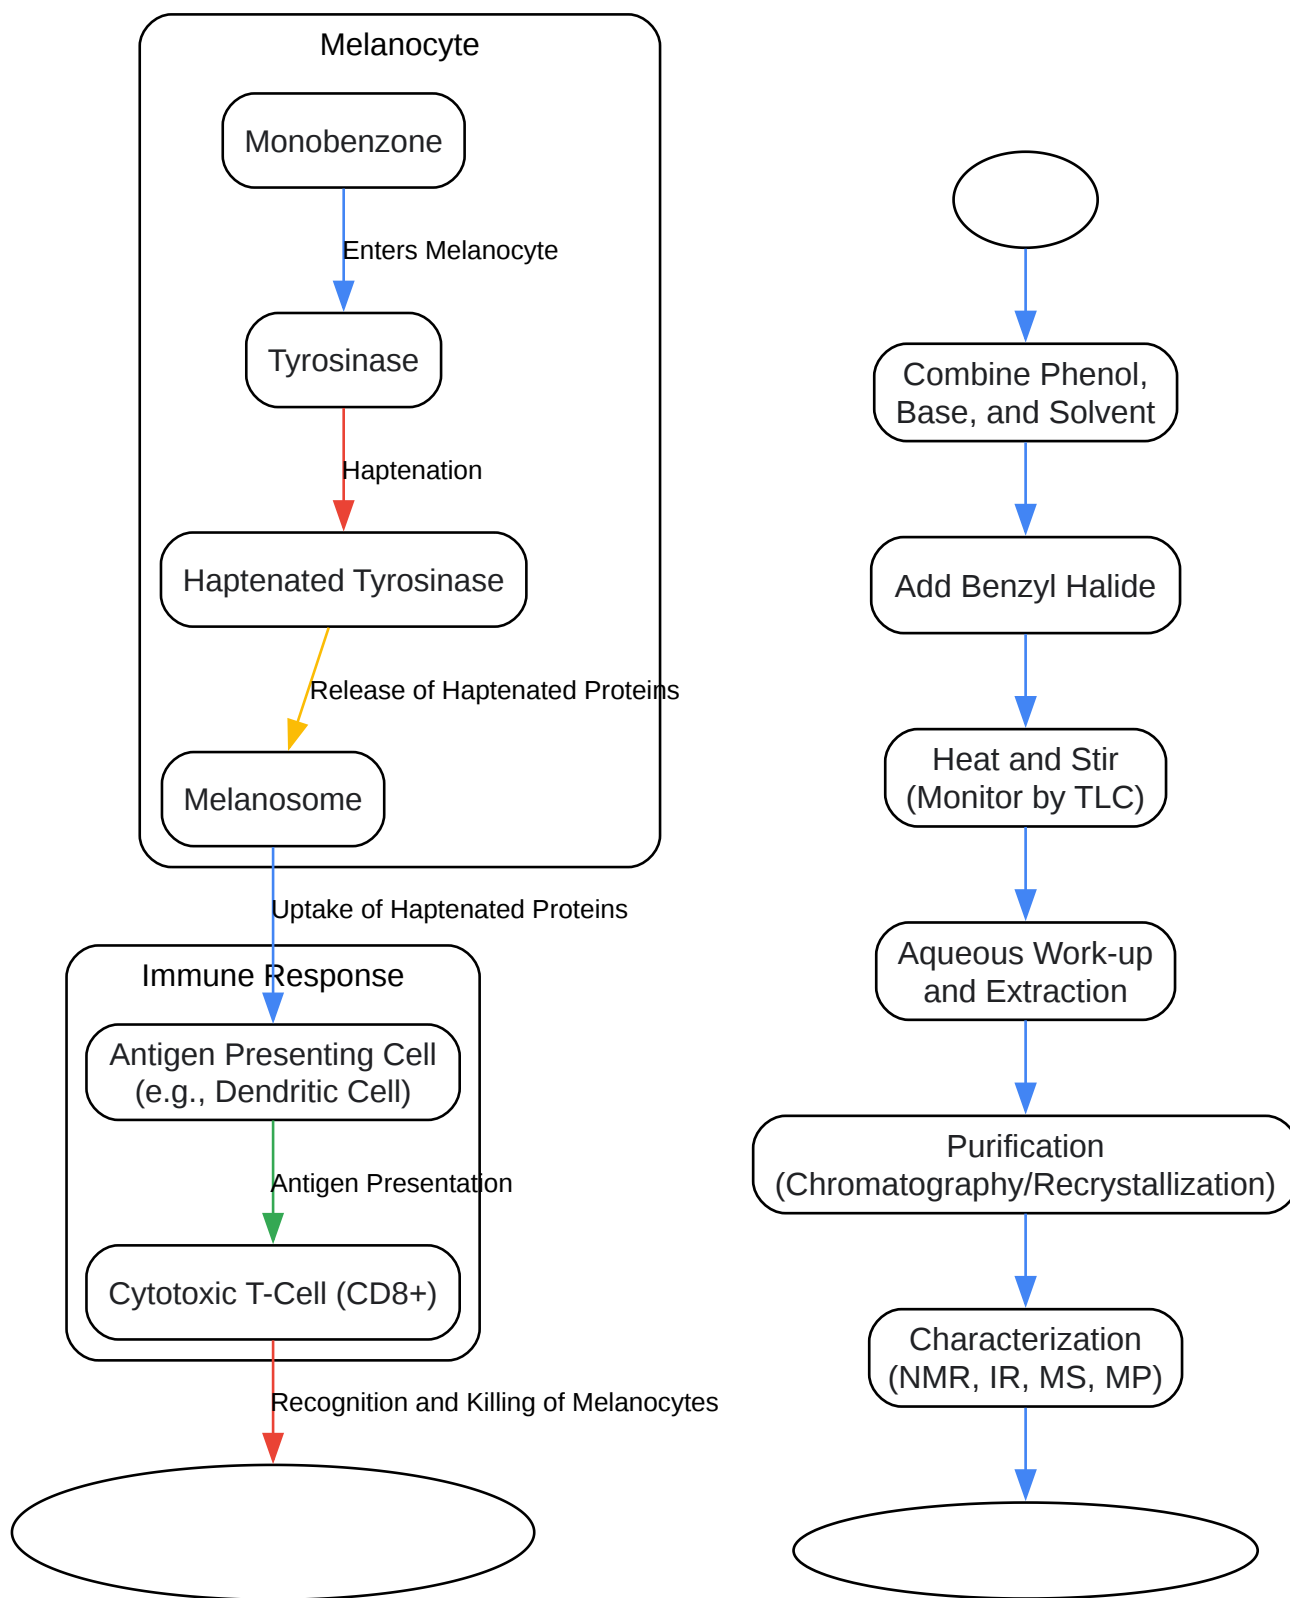 Melanocyte
Monobenzone
Enters Melanocyte
Tyrosinase
Haptenation
Haptenated Tyrosinase
Release of Haptenated Proteins
Melanosome
Uptake of Haptenated Proteins
Immune Response
Antigen Presenting Cell
(e.g., Dendritic Cell)
Antigen Presentation
Cytotoxic T-Cell (CD8+)
Recognition and Killing of Melanocytes
Combine Phenol,
Base, and Solvent
Add Benzyl Halide
Heat and Stir
(Monitor by TLC)
Aqueous Work-up
and Extraction
Purification
(Chromatography/Recrystallization)
Characterization
(NMR, IR, MS, MP)